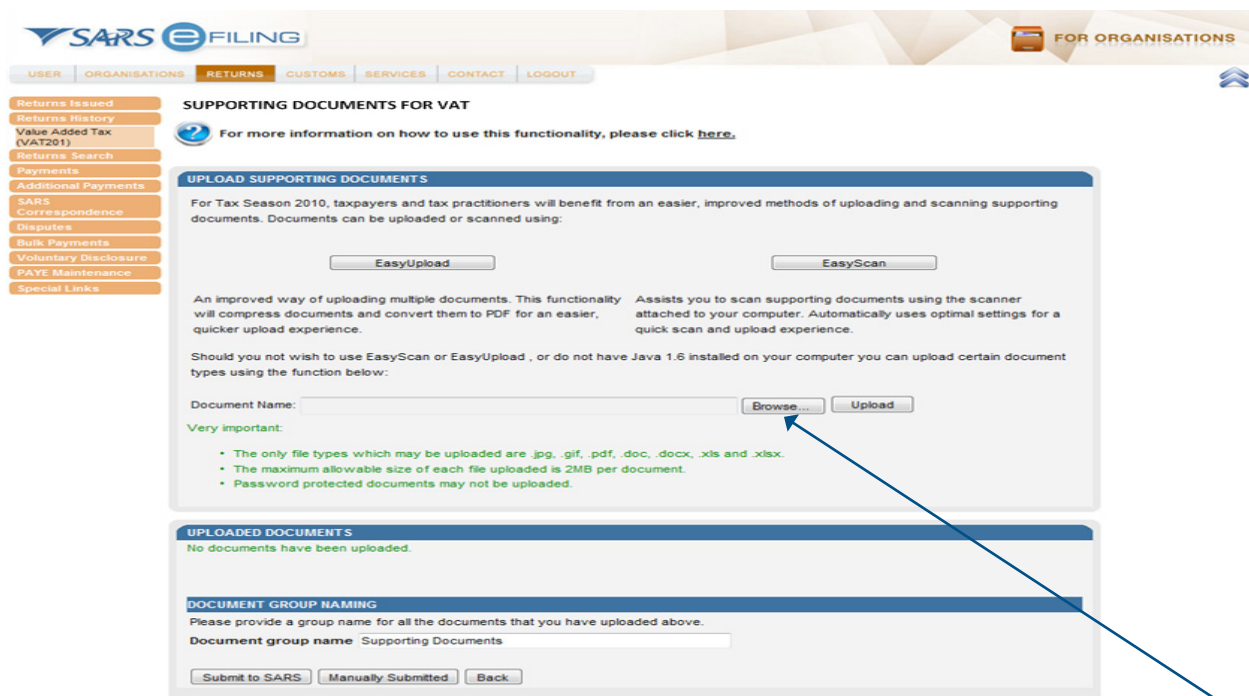 SARS eFILING
FOR ORGANISATIONS
USER ORGANISATIONS RETURNS CUSTOMS SERVICES CONTACT LOGOUT
Returns Issued
Returns History
Value Added Tax
(VAT201)
Returns Search
Payments
Additional Payments
SARS
Correspondence
Disputes
Bulk Payments
Voluntary Disclosure
PAYE Maintenance
Special Links
SUPPORTING DOCUMENTS FOR VAT
For more information on how to use this functionality, please click here.
UPLOAD SUPPORTING DOCUMENTS
For Tax Season 2010, taxpayers and tax practitioners will benefit from an easier, improved methods of uploading and scanning supporting
documents. Documents can be uploaded or scanned using:
EasyUpload
EasyScan
An improved way of uploading multiple documents. This functionality
will compress documents and convert them to PDF for an easier,
quicker upload experience.
Assists you to scan supporting documents using the scanner
attached to your computer. Automatically uses optimal settings for a
quick scan and upload experience.
Should you not wish to use EasyScan or EasyUpload , or do not have Java 1.6 installed on your computer you can upload certain document
types using the function below:
Document Name: Browse... Upload
Very important:
• The only file types which may be uploaded are .jpg, .gif, .pdf, .doc, .docx, .xls and .xlsx.
• The maximum allowable size of each file uploaded is 2MB per document.
• Password protected documents may not be uploaded.
UPLOADED DOCUMENTS
No documents have been uploaded.
DOCUMENT GROUP NAMING
Please provide a group name for all the documents that you have uploaded above.
Document group name Supporting Documents
Submit to SARS Manually Submitted Back